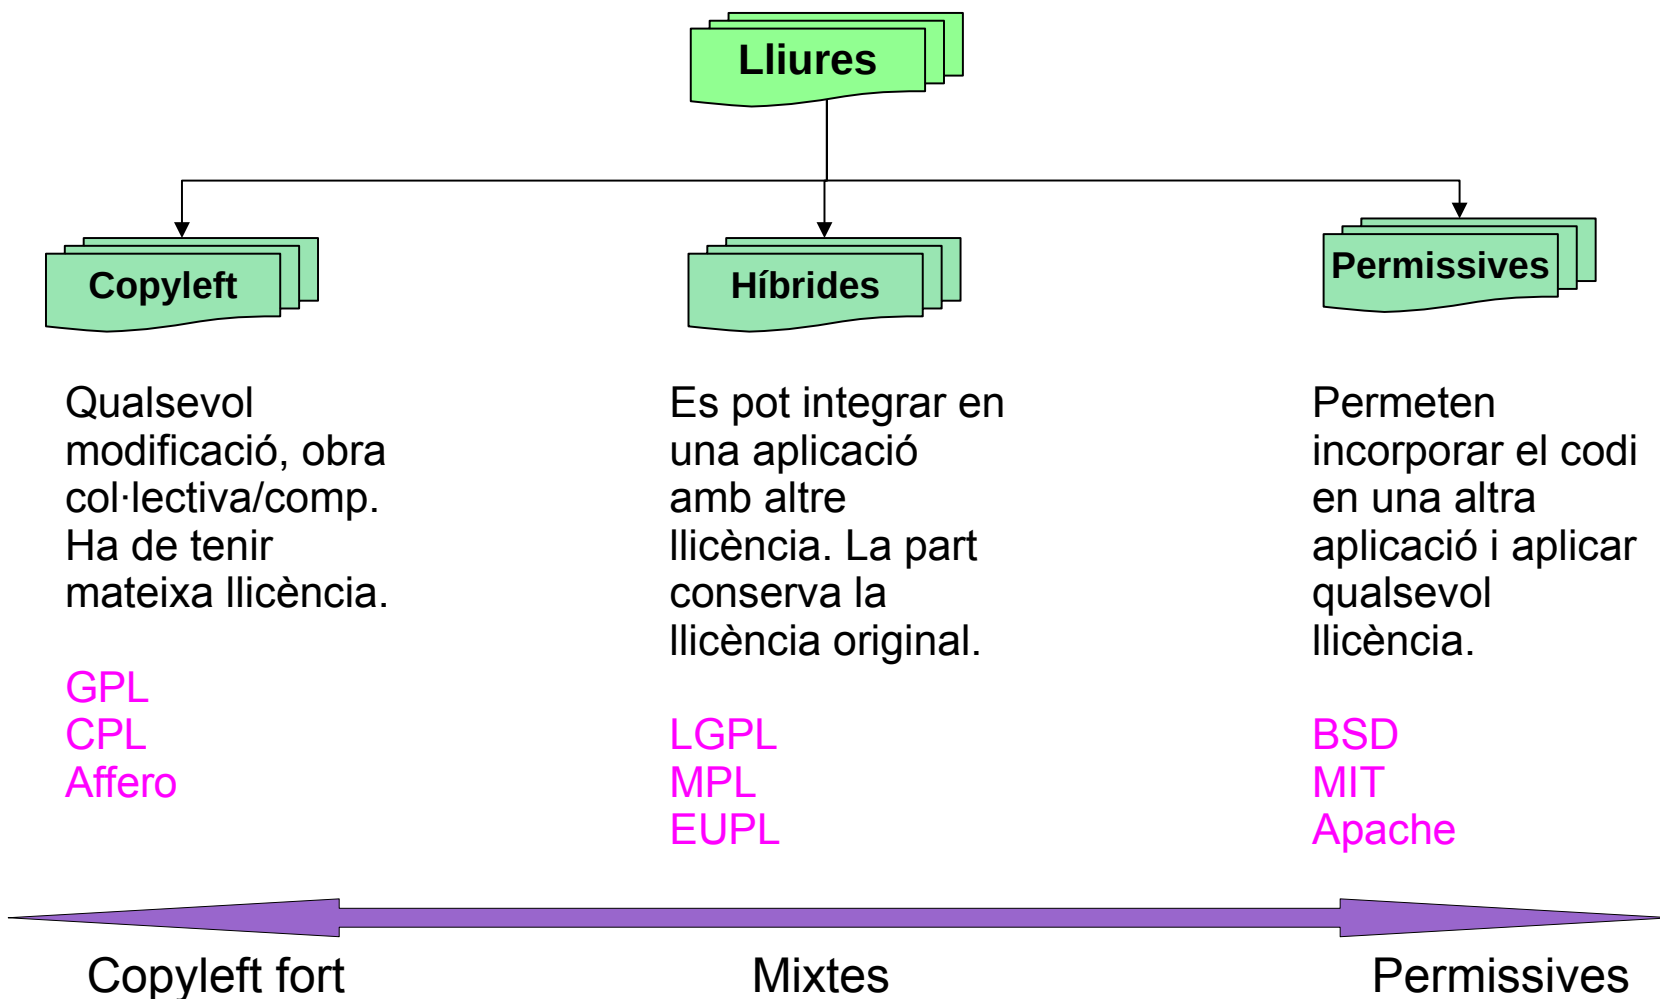 Lliures
Copyleft
Híbrides
Permissives
Qualsevol
modificació, obra
col·lectiva/comp.
Ha de tenir
mateixa llicència.
GPL
CPL
Affero
Es pot integrar en
una aplicació
amb altre
llicència. La part
conserva la
llicència original.
LGPL
MPL
EUPL
Permeten
incorporar el codi
en una altra
aplicació i aplicar
qualsevol
llicència.
BSD
MIT
Apache
Copyleft fort
Mixtes
Permissives